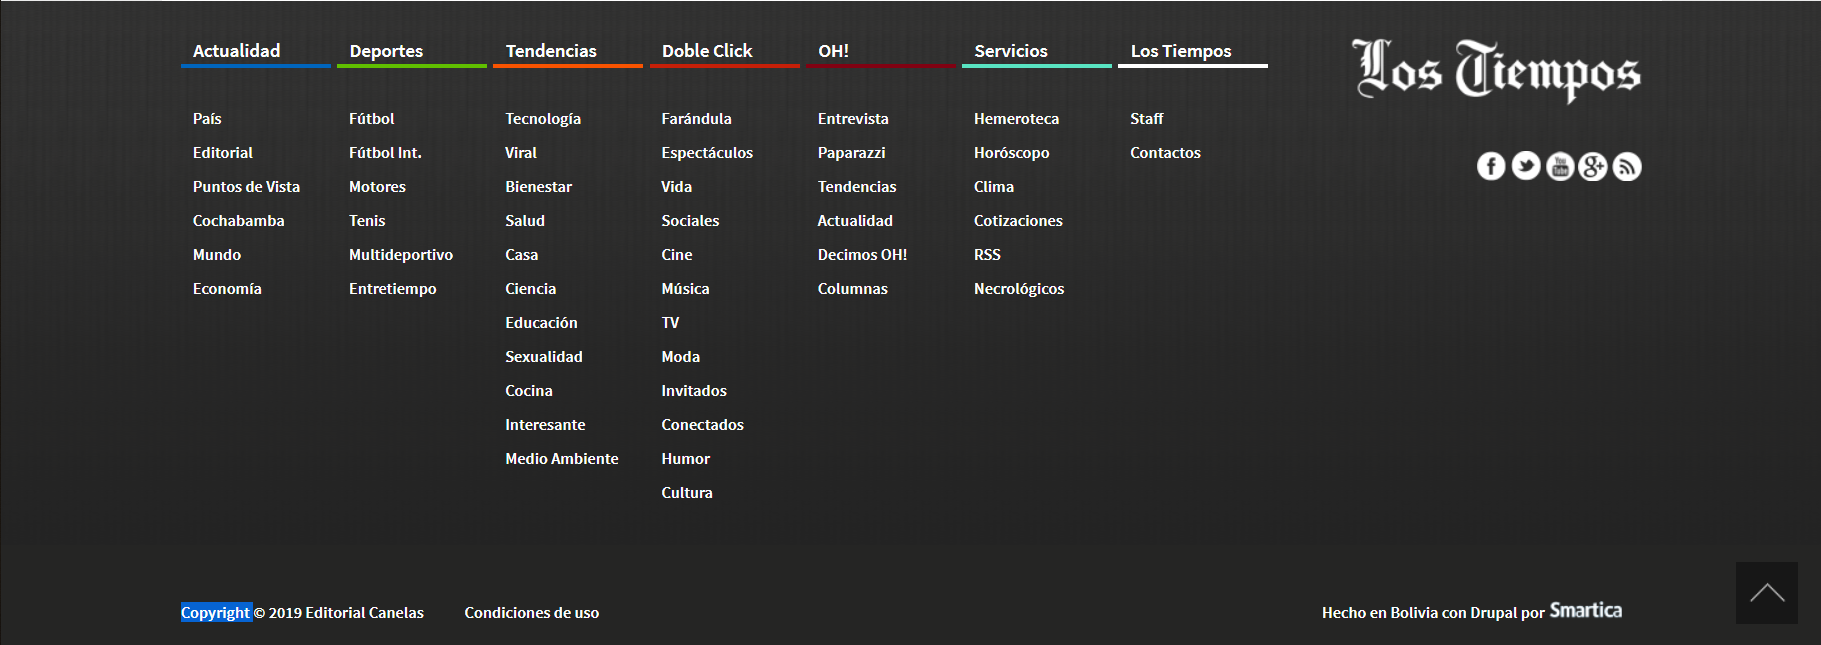 Actualidad Deportes Tendencias Doble Click OH! Servicios Los Tiempos
Los Tiempos
País Fútbol Tecnología Farándula Entrevista Hemeroteca Staff
Editorial Fútbol Int. Viral Espectáculos Paparazzi Horóscopo Contactos
Puntos de Vista Motores Bienestar Vida Tendencias Clima
Cochabamba Tenis Salud Sociales Actualidad Cotizaciones
Mundo Multideportivo Casa Cine Decimos OH! RSS
Economía Entretiempo Ciencia Música Columnas Necrológicos
Educación TV
Sexualidad Moda
Cocina Invitados
Interesante Conectados
Medio Ambiente Humor
Cultura
Copyright © 2019 Editorial Canelas Condiciones de uso Hecho en Bolivia con Drupal por Smartica